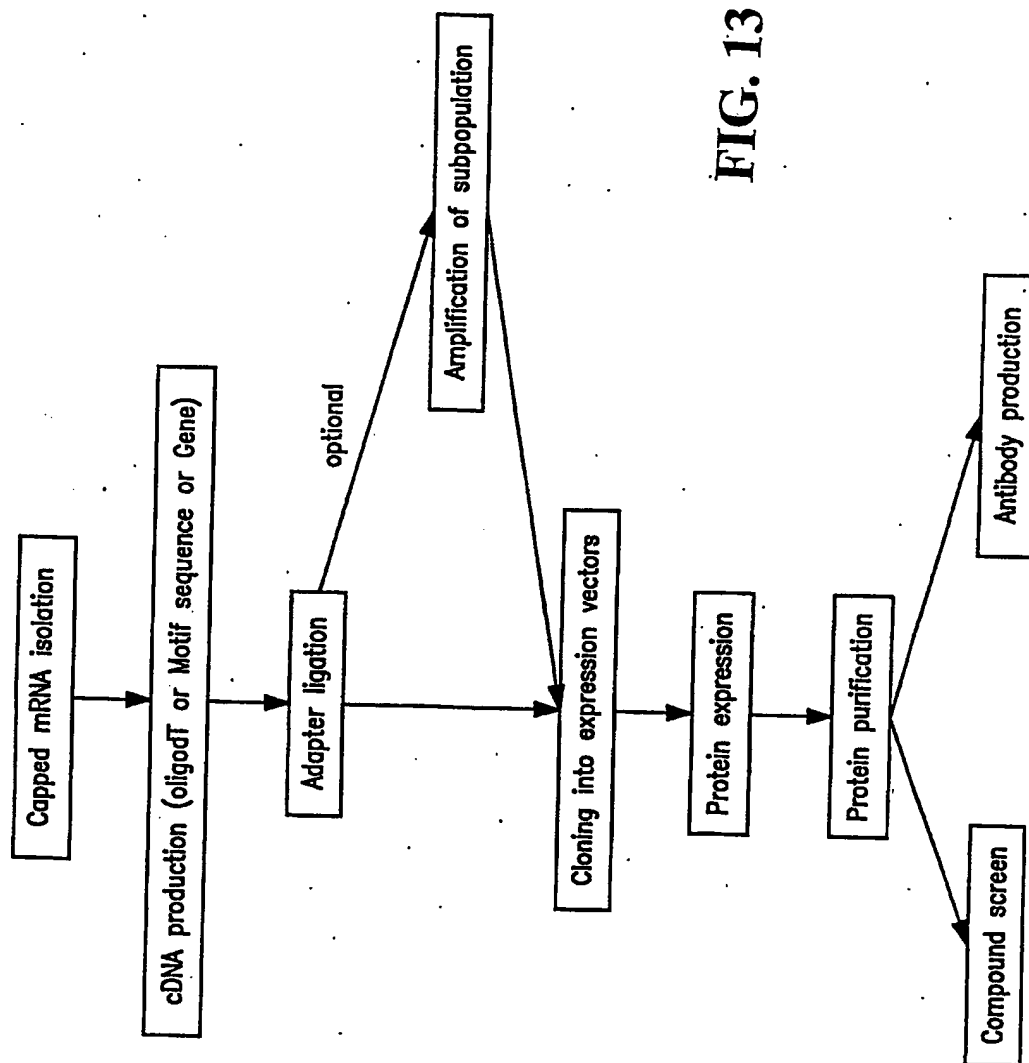 Capped mRNA isolation
cDNA production (oligodT or Motif sequence or Gene)
Adapter ligation
optional
Amplification of subpopulation
Cloning into expression vectors
Protein expression
Protein purification
Compound screen
Antibody production
FIG. 13